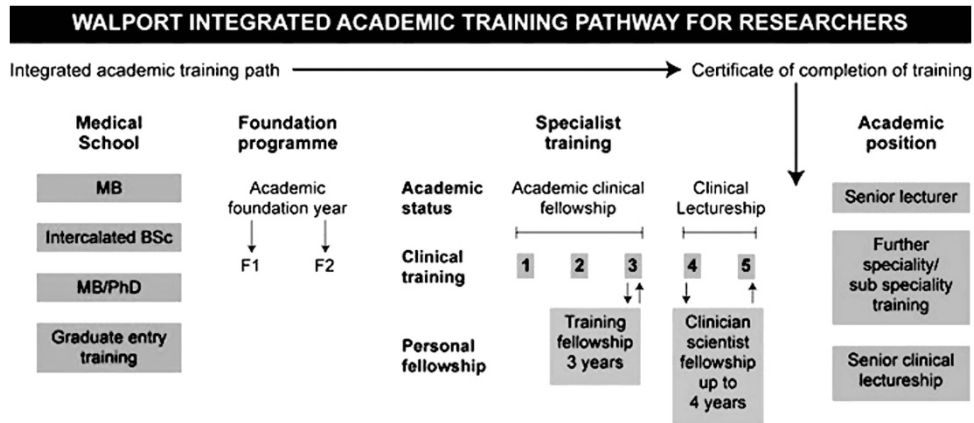 WALPORT INTEGRATED ACADEMIC TRAINING PATHWAY FOR RESEARCHERS
Integrated academic training path
Certificate of completion of training
Medical
School
MB
Intercalated BSc
MB/PhD
Graduate entry
training
Foundation
programme
Academic
foundation year
F1
F2
Specialist
training
Academic
status
Academic clinical
fellowship
Clinical
Lectureship
Clinical
training
1
2
3
4
5
Personal
fellowship
Training
fellowship
3 years
Clinician
scientist
fellowship
up to
4 years
Academic
position
Senior lecturer
Further
speciality/
sub speciality
training
Senior clinical
lectureship